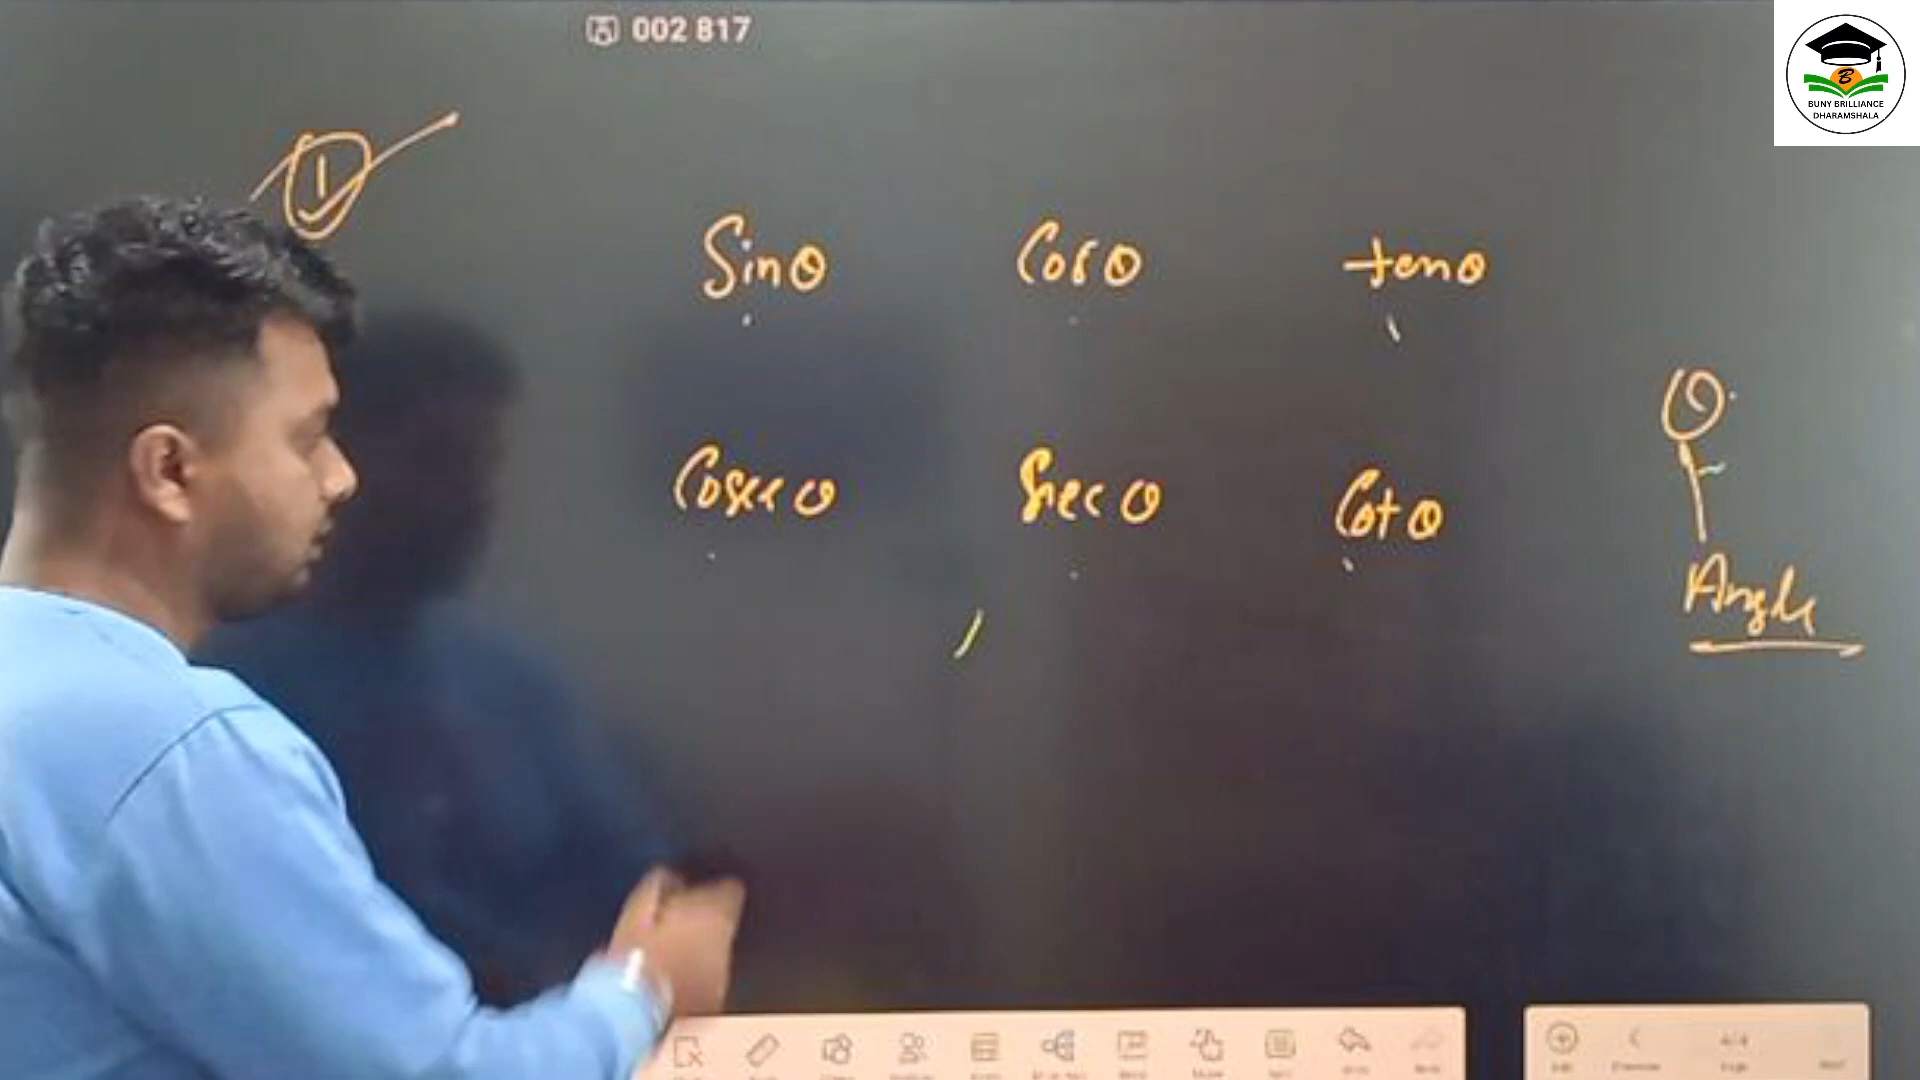 002 817
BUNY BRILLIANCE
DHARAMSHALA
1
Sinθ Cosθ tanθ
θ
Cosecθ Secθ Cotθ
Angle